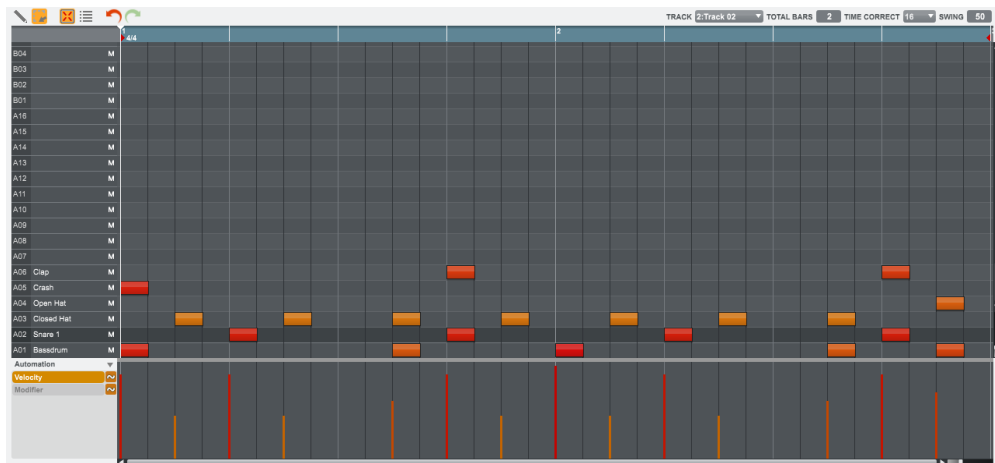 TRACK 2:Track 02 TOTAL BARS 2 TIME CORRECT 16 SWING 50
1 2
4/4
B04 M
B03 M
B02 M
B01 M
A16 M
A15 M
A14 M
A13 M
A12 M
A11 M
A10 M
A09 M
A08 M
A07 M
A06 Clap M
A05 Crash M
A04 Open Hat M
A03 Closed Hat M
A02 Snare 1 M
A01 Bassdrum M
Automation
Velocity
Modifier